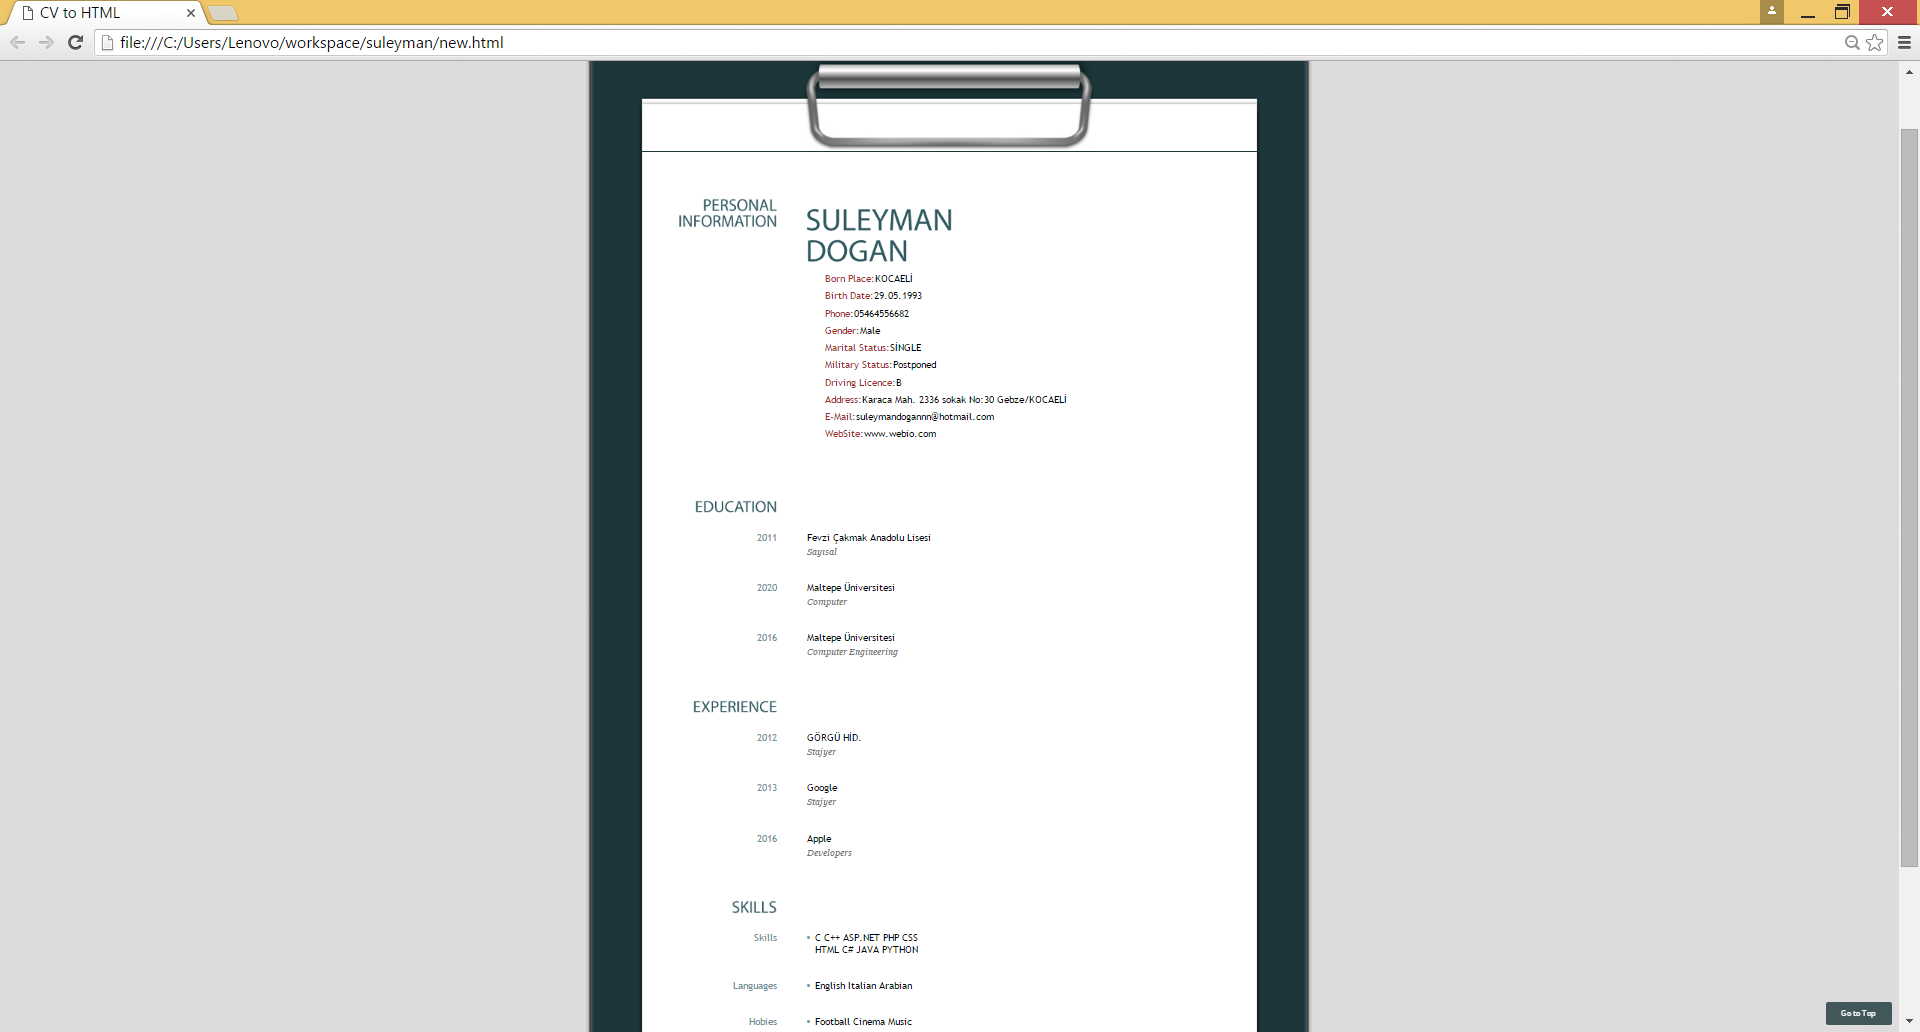 CV to HTML
file:///C:/Users/Lenovo/workspace/suleyman/new.html
PERSONAL
INFORMATION
SULEYMAN
DOGAN
Born Place:KOCAELİ
Birth Date:29.05.1993
Phone:05464556682
Gender:Male
Marital Status:SİNGLE
Military Status:Postponed
Driving Licence:B
Address:Karaca Mah. 2336 sokak No:30 Gebze/KOCAELİ
E-Mail:suleymandogannn@hotmail.com
WebSite:www.webio.com
EDUCATION
2011 Fevzi Çakmak Anadolu Lisesi
Sayısal
2020 Maltepe Üniversitesi
Computer
2016 Maltepe Üniversitesi
Computer Engineering
EXPERIENCE
2012 GÖRGÜ HİD.
Stajyer
2013 Google
Stajyer
2016 Apple
Developers
SKILLS
Skills • C C++ ASP.NET PHP CSS
HTML C# JAVA PYTHON
Languages • English Italian Arabian
Hobies • Football Cinema Music
Go to Top